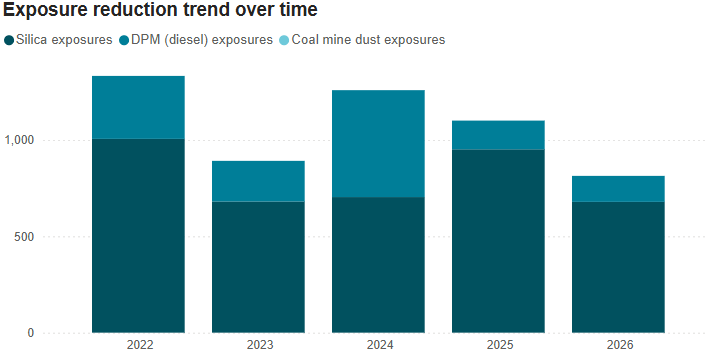 Exposure reduction trend over time
Silica exposures DPM (diesel) exposures Coal mine dust exposures
1,000
500
0
2022 2023 2024 2025 2026